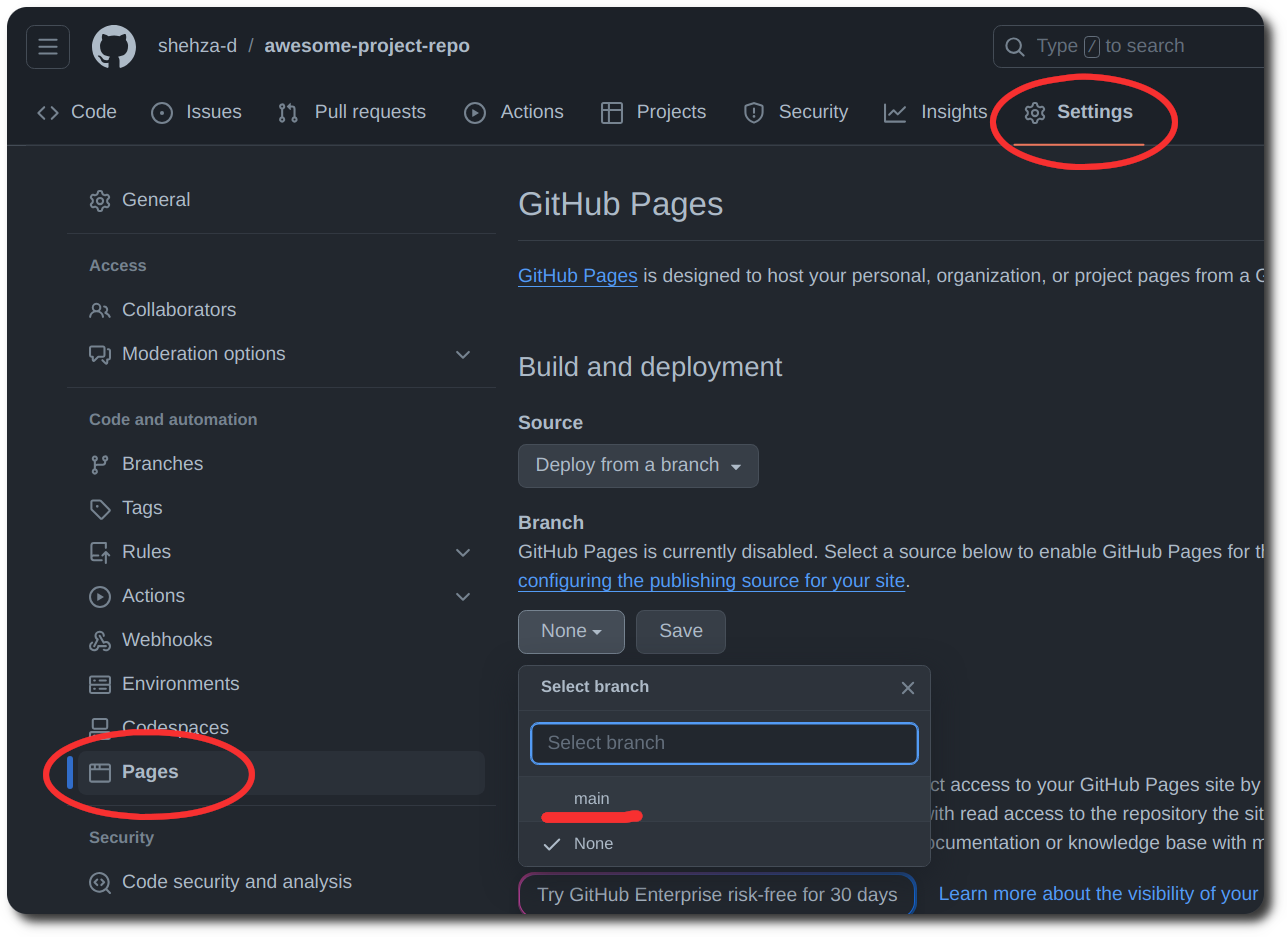 shehza-d / awesome-project-repo
Type / to search
Code Issues Pull requests Actions Projects Security Insights Settings
General
Access
Collaborators
Moderation options
Code and automation
Branches
Tags
Rules
Actions
Webhooks
Environments
Codespaces
Pages
Security
Code security and analysis
GitHub Pages
GitHub Pages is designed to host your personal, organization, or project pages from a G
Build and deployment
Source
Deploy from a branch
Branch
GitHub Pages is currently disabled. Select a source below to enable GitHub Pages for
configuring the publishing source for your site.
None Save
Select branch
Select branch
main
None
access to your GitHub Pages site by
with read access to the repository the
documentation or knowledge base with
Try GitHub Enterprise risk-free for 30 days
Learn more about the visibility of your